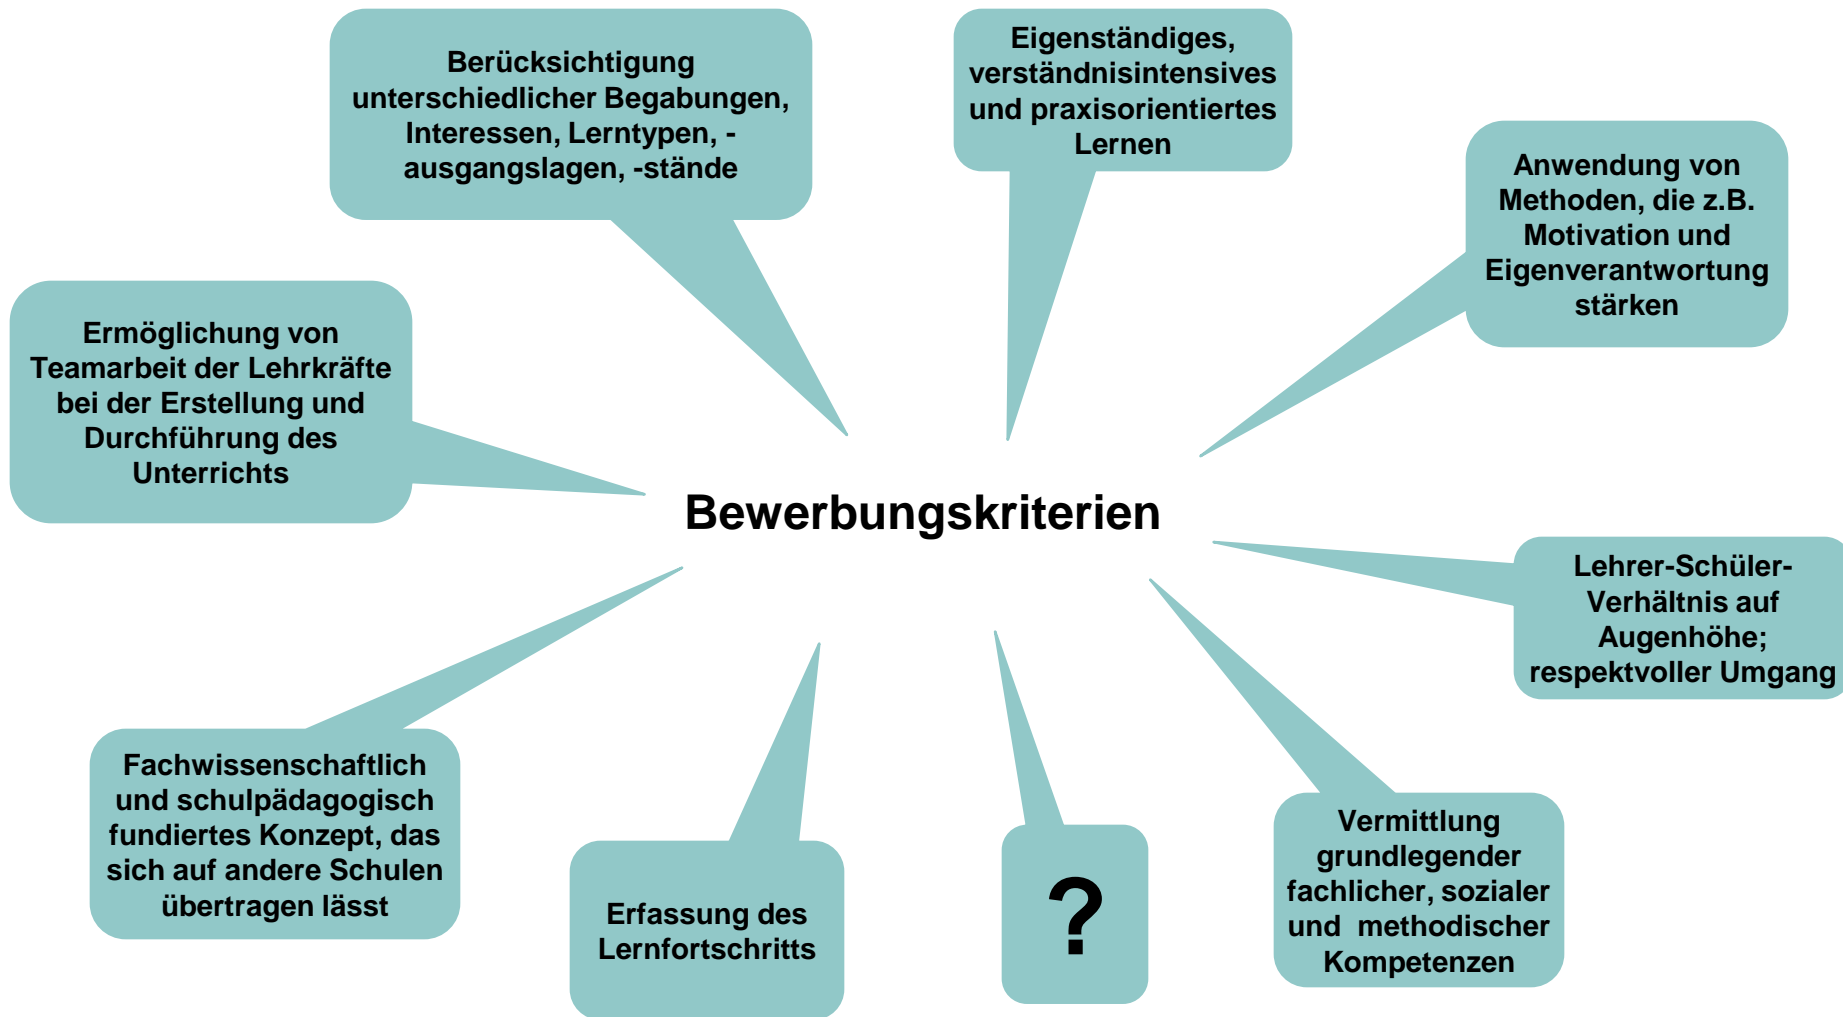 Berücksichtigung
unterschiedlicher Begabungen,
Interessen, Lerntypen, -
ausgangslagen, -stände
Eigenständiges,
verständnisintensives
und praxisorientiertes
Lernen
Anwendung von
Methoden, die z.B.
Motivation und
Eigenverantwortung
stärken
Ermöglichung von
Teamarbeit der Lehrkräfte
bei der Erstellung und
Durchführung des
Unterrichts
Bewerbungskriterien
Lehrer-Schüler-
Verhältnis auf
Augenhöhe;
respektvoller Umgang
Fachwissenschaftlich
und schulpädagogisch
fundiertes Konzept, das
sich auf andere Schulen
übertragen lässt
Erfassung des
Lernfortschritts
?
Vermittlung
grundlegender
fachlicher, sozialer
und methodischer
Kompetenzen